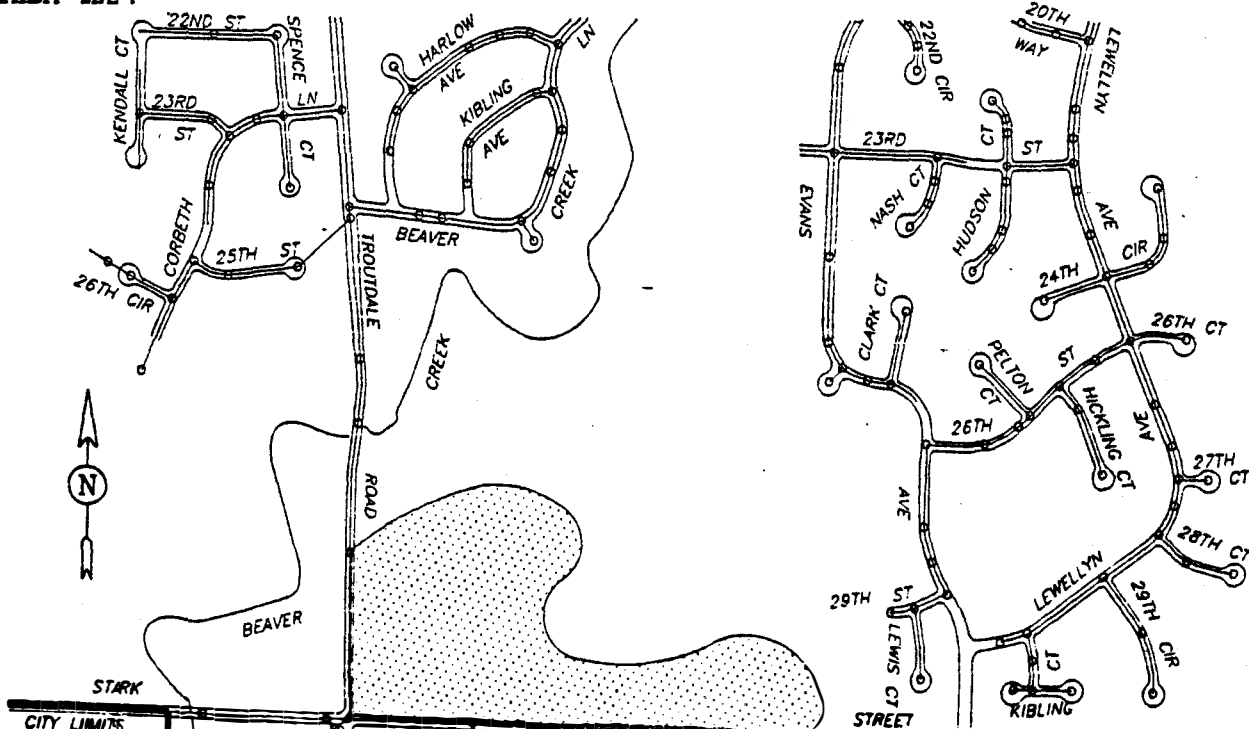 22ND ST
SPENCE
CT
KENDALL CT
23RD
ST
LN
HARLOW
AVE
LN
KIBLING
AVE
CREEK
BEAVER
CORBETH
25TH
ST
26TH CIR
TROUTDALE
ROAD
CREEK
N
BEAVER
STARK
CITY LIMITS
STREET
20TH
WAY
22ND CIR
LEWELLYN
AVE
23RD
ST
CT
HUDSON
NASH CT
EVANS
AVE
24TH
CIR
CLARK CT
26TH CT
PELTON
CT
26TH
ST
HICKLING CT
AVE
27TH
CT
28TH
CT
LEWELLYN
29TH
CIR
29TH ST
LEWIS CT
CT
KIBLING